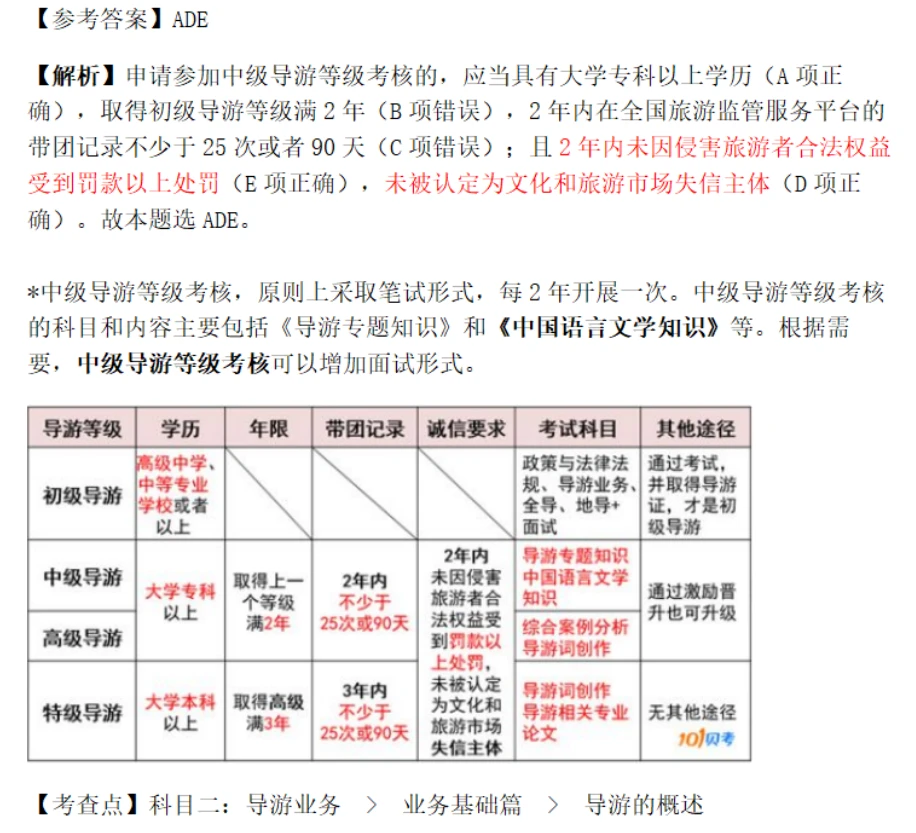 【参考答案】ADE
【解析】申请参加中级导游等级考核的，应当具有大学专科以上学历（A 项正
确），取得初级导游等级满 2 年（B 项错误），2 年内在全国旅游监管服务平台的
带团记录不少于 25 次或者 90 天（C 项错误）；且 2 年内未因侵害旅游者合法权益
受到罚款以上处罚（E 项正确），未被认定为文化和旅游市场失信主体（D 项正
确）。故本题选 ADE。
*中级导游等级考核，原则上采取笔试形式，每 2 年开展一次。中级导游等级考核
的科目和内容主要包括《导游专题知识》和《中国语言文学知识》等。根据需
要，中级导游等级考核可以增加面试形式。
导游等级 学历 年限 带团记录 诚信要求 考试科目 其他途径
初级导游
高级中学、
中等专业
学校或者
以上
政策与法律法
规、导游业务、
全导、地导+
面试
通过考试，
并取得导游
证，才是初
级导游
中级导游
高级导游
大学专科
以上
取得上一
个等级
满2年
2年内
不少于
25次或90天
2年内
未因侵害
旅游者合
法权益受
到罚款以
上处罚，
未被认定
为文化和
旅游市场
失信主体
导游专题知识
中国语言文学
知识
综合案例分析
导游词创作
通过激励晋
升也可升级
特级导游
大学本科
以上
取得高级
满3年
3年内
不少于
25次或90天
导游词创作
导游相关专业
论文
无其他途径
101贝考
【考查点】科目二：导游业务 > 业务基础篇 > 导游的概述